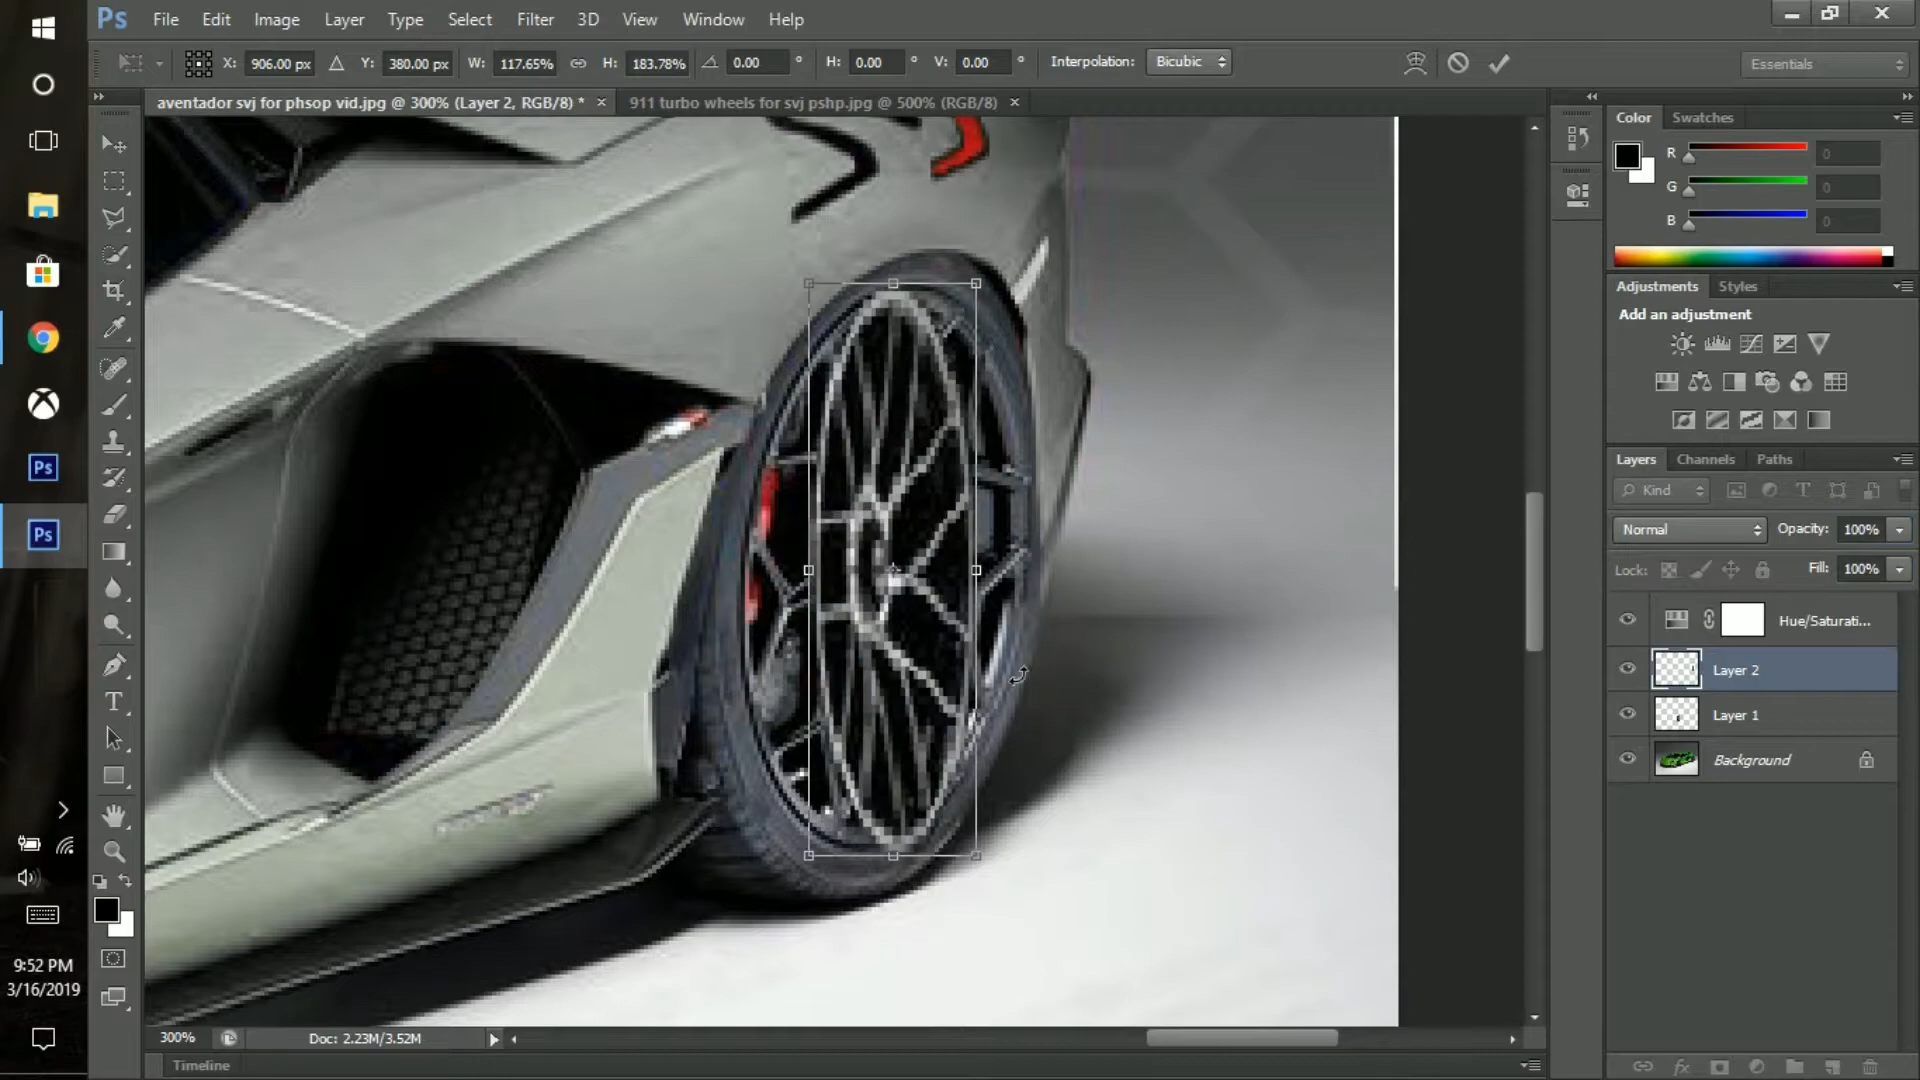 Ps File Edit Image Layer Type Select Filter 3D View Window Help
X: 906.00 px Y: 380.00 px W: 117.65% H: 183.78% 0.00 ° H: 0.00 ° V: 0.00 ° Interpolation: Bicubic Essentials
aventador svj for phsop vid.jpg @ 300% (Layer 2, RGB/8) * × 911 turbo wheels for svj pshp.jpg @ 500% (RGB/8) ×
Color Swatches
R 0
G 0
B 0
Adjustments Styles
Add an adjustment
Layers Channels Paths
Kind
Normal Opacity: 100%
Lock: Fill: 100%
Hue/Saturati...
Layer 2
Layer 1
Background
Ps
Ps
T
9:52 PM
3/16/2019
300% Doc: 2.23M/3.52M
Timeline
fx